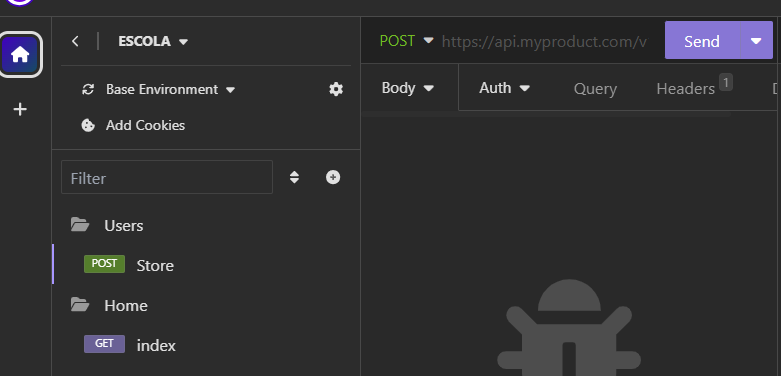 ESCOLA
Base Environment
Add Cookies
Filter
Users
POST Store
Home
GET index
POST https://api.myproduct.com/v Send
Body Auth Query Headers 1